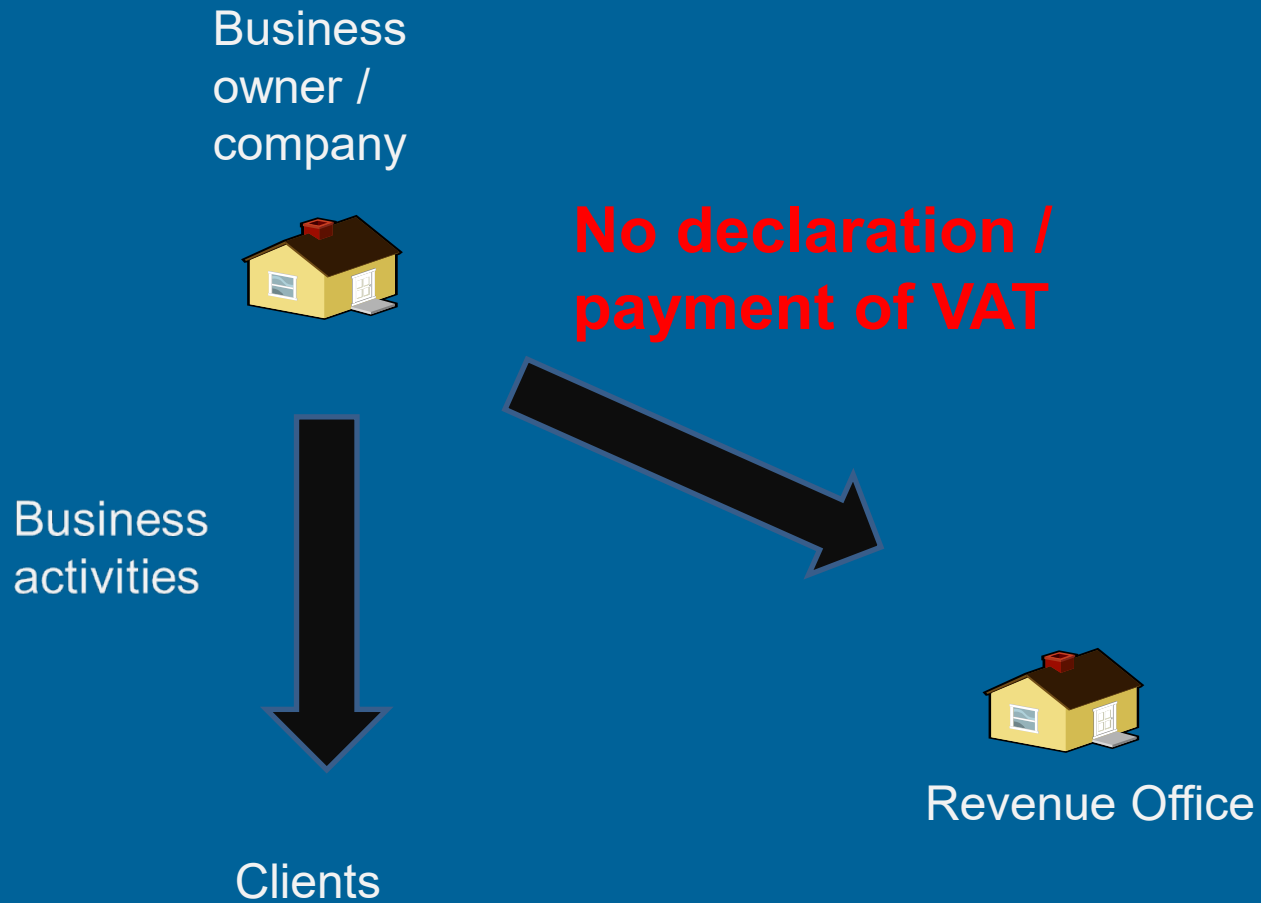 Business
owner /
company
No declaration /
payment of VAT
Business
activities
Revenue Office
Clients